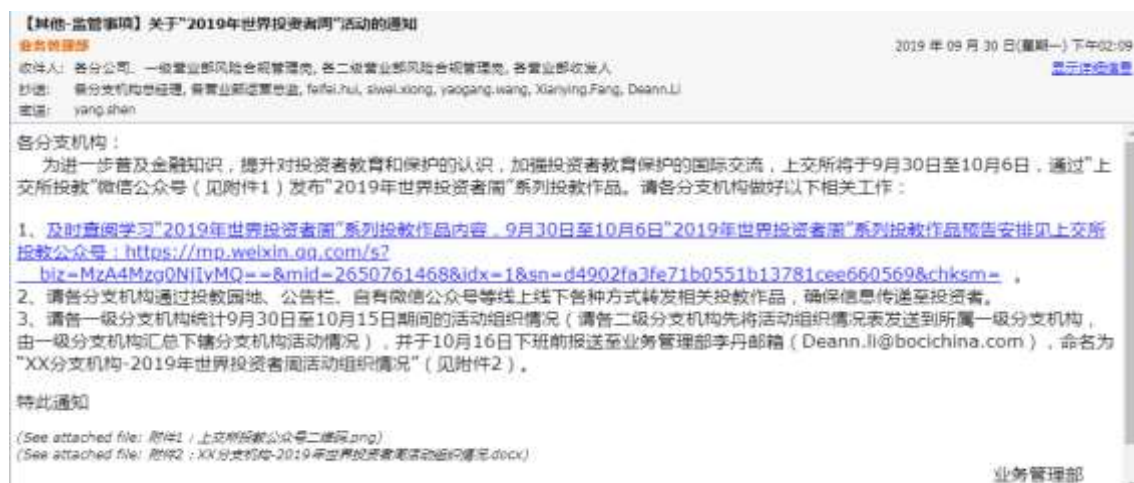 【其他-监管事项】关于"2019年世界投资者周"活动的通知
业务管理部
2019 年 09 月 30 日(星期一) 下午02:09
收件人: 各分公司、一级营业部风险合规管理岗, 各二级营业部风险合规管理岗, 各营业部收发人
显示详细信息
抄送: 各分支机构总经理, 各营业部运营总监, feifei.hui, siwei.xiong, yaogang.wang, Xianying.Fang, Deann.Li
密送: yang.shen
各分支机构：
为进一步普及金融知识，提升对投资者教育和保护的认识，加强投资者教育保护的国际交流，上交所将于9月30日至10月6日，通过"上
交所投教"微信公众号（见附件1）发布"2019年世界投资者周"系列投教作品。请各分支机构做好以下相关工作：
1、及时查阅学习"2019年世界投资者周"系列投教作品内容，9月30日至10月6日"2019年世界投资者周"系列投教作品预告安排见上交所
投教公众号：https://mp.weixin.qq.com/s?
__biz=MzA4Mzg0NjIyMQ==&mid=2650761468&idx=1&sn=d4902fa3fe71b0551b13781cee660569&chksm= 。
2、请各分支机构通过投教园地、公告栏、自有微信公众号等线上线下各种方式转发相关投教作品，确保信息传递至投资者。
3、请各一级分支机构统计9月30日至10月15日期间的活动组织情况（请各二级分支机构先将活动组织情况表发送到所属一级分支机构，
由一级分支机构汇总下辖分支机构活动情况），并于10月16日下班前报送至业务管理部李丹邮箱（Deann.li@bocichina.com），命名为
"XX分支机构-2019年世界投资者周活动组织情况"（见附件2）。
特此通知
(See attached file: 附件1：上交所投教公众号二维码.png)
(See attached file: 附件2：XX分支机构-2019年世界投资者周活动组织情况.docx)
业务管理部